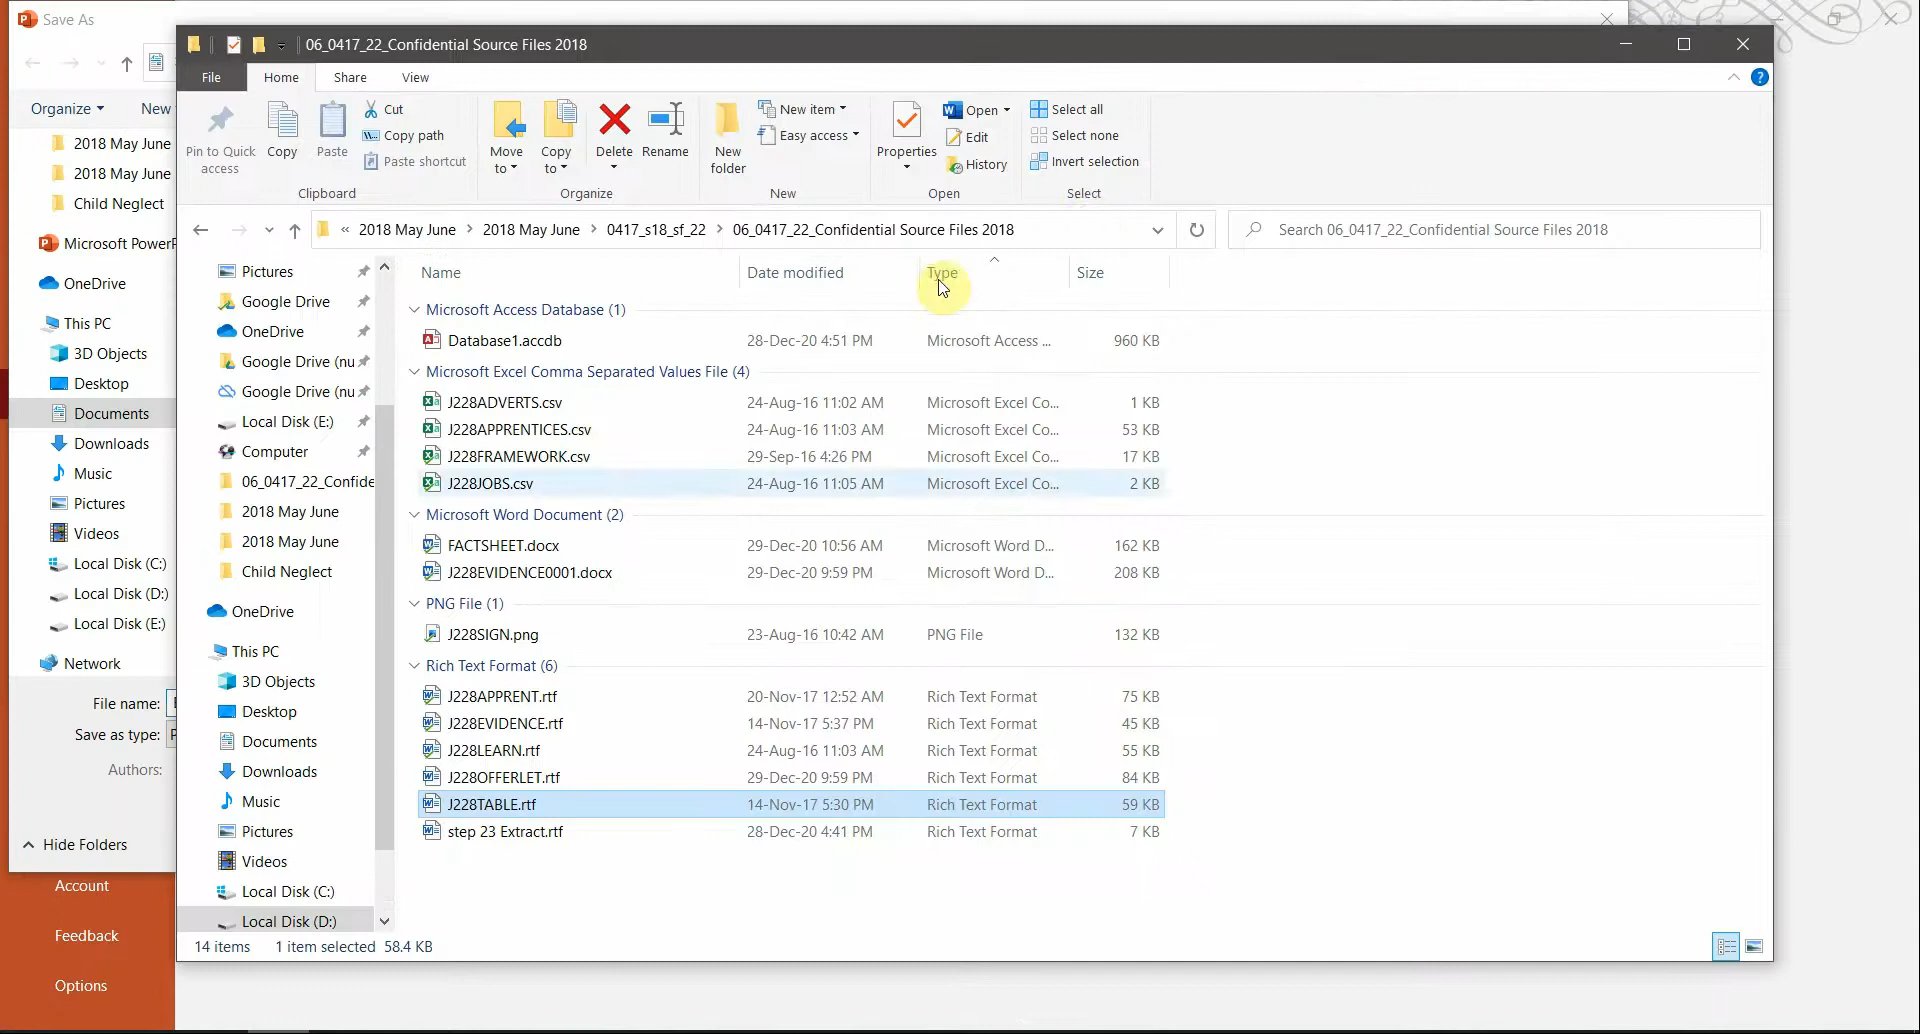 Save As
06_0417_22_Confidential Source Files 2018
File Home Share View
Pin to Quick access
Copy
Paste
Cut
Copy path
Paste shortcut
Clipboard
Move to
Copy to
Delete
Rename
Organize
New folder
New item
Easy access
New
Properties
Open
Edit
History
Open
Select all
Select none
Invert selection
Select
« 2018 May June > 2018 May June > 0417_s18_sf_22 > 06_0417_22_Confidential Source Files 2018
Search 06_0417_22_Confidential Source Files 2018
Organize New
2018 May June
2018 May June
Child Neglect
Microsoft PowerP
OneDrive
This PC
3D Objects
Desktop
Documents
Downloads
Music
Pictures
Videos
Local Disk (C:)
Local Disk (D:)
Local Disk (E:)
Network
File name:
Save as type:
Authors:
Hide Folders
Account
Feedback
Options
Pictures
Google Drive
OneDrive
Google Drive (nu
Google Drive (nu
Local Disk (E:)
Computer
06_0417_22_Confide
2018 May June
2018 May June
Child Neglect
OneDrive
This PC
3D Objects
Desktop
Documents
Downloads
Music
Pictures
Videos
Local Disk (C:)
Local Disk (D:)
Name Date modified Type Size
Microsoft Access Database (1)
Database1.accdb 28-Dec-20 4:51 PM Microsoft Access ... 960 KB
Microsoft Excel Comma Separated Values File (4)
J228ADVERTS.csv 24-Aug-16 11:02 AM Microsoft Excel Co... 1 KB
J228APPRENTICES.csv 24-Aug-16 11:03 AM Microsoft Excel Co... 53 KB
J228FRAMEWORK.csv 29-Sep-16 4:26 PM Microsoft Excel Co... 17 KB
J228JOBS.csv 24-Aug-16 11:05 AM Microsoft Excel Co... 2 KB
Microsoft Word Document (2)
FACTSHEET.docx 29-Dec-20 10:56 AM Microsoft Word D... 162 KB
J228EVIDENCE0001.docx 29-Dec-20 9:59 PM Microsoft Word D... 208 KB
PNG File (1)
J228SIGN.png 23-Aug-16 10:42 AM PNG File 132 KB
Rich Text Format (6)
J228APPRENT.rtf 20-Nov-17 12:52 AM Rich Text Format 75 KB
J228EVIDENCE.rtf 14-Nov-17 5:37 PM Rich Text Format 45 KB
J228LEARN.rtf 24-Aug-16 11:03 AM Rich Text Format 55 KB
J228OFFERLET.rtf 29-Dec-20 9:59 PM Rich Text Format 84 KB
J228TABLE.rtf 14-Nov-17 5:30 PM Rich Text Format 59 KB
step 23 Extract.rtf 28-Dec-20 4:41 PM Rich Text Format 7 KB
14 items 1 item selected 58.4 KB